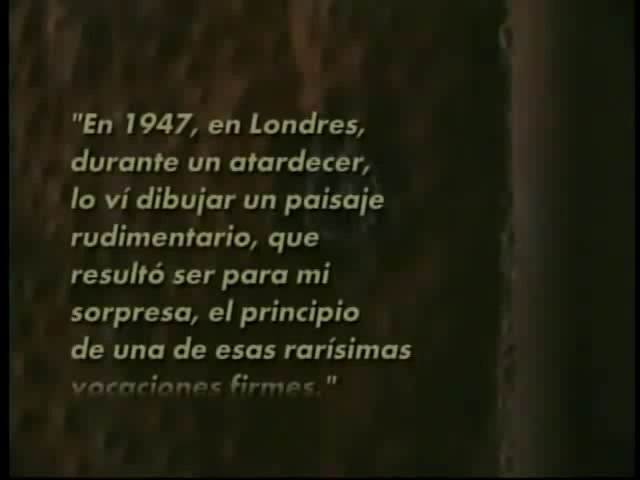 "En 1947, en Londres,
durante un atardecer,
lo ví dibujar un paisaje
rudimentario, que
resultó ser para mi
sorpresa, el principio
de una de esas rarísimas
vocaciones firmes."